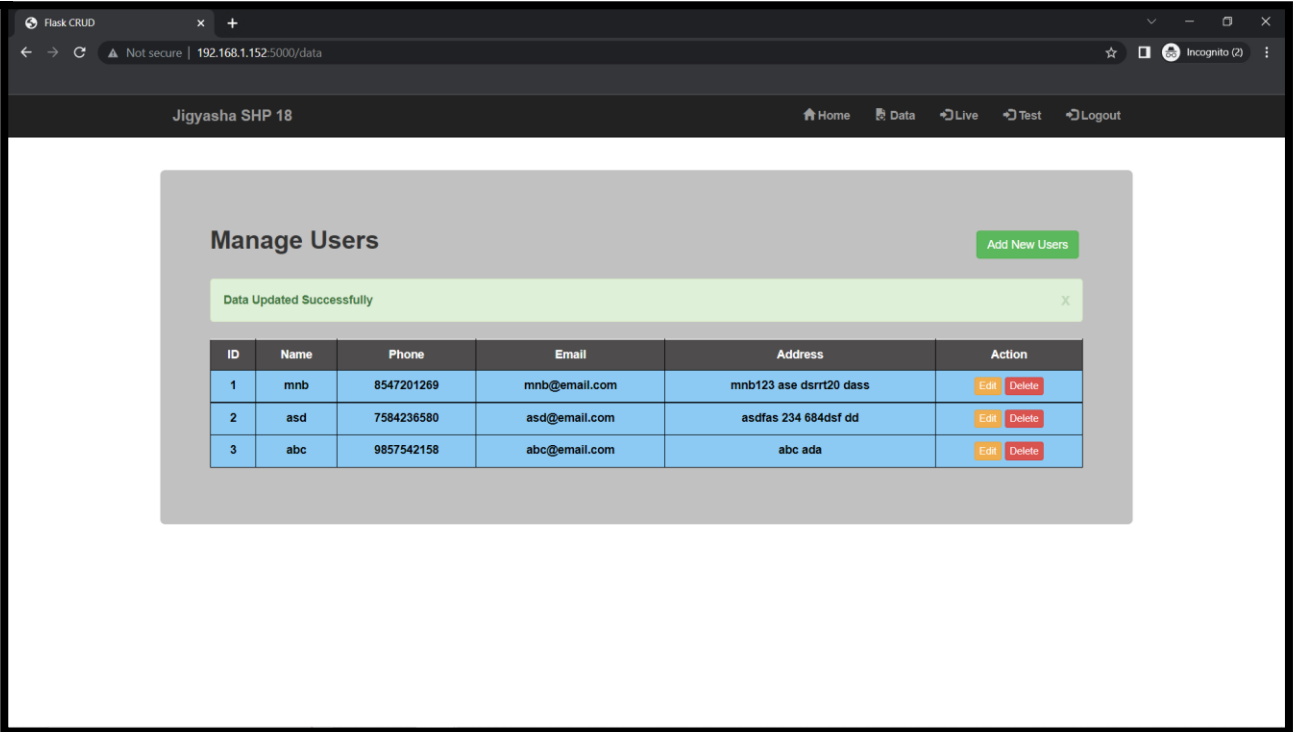 Flask CRUD
Not secure | 192.168.1.152:5000/data Incognito (2)
Jigyasha SHP 18 Home Data Live Test Logout
Manage Users Add New Users
Data Updated Successfully X
ID Name Phone Email Address Action
1 mnb 8547201269 mnb@email.com mnb123 ase dsrrt20 dass Edit Delete
2 asd 7584236580 asd@email.com asdfas 234 684dsf dd Edit Delete
3 abc 9857542158 abc@email.com abc ada Edit Delete